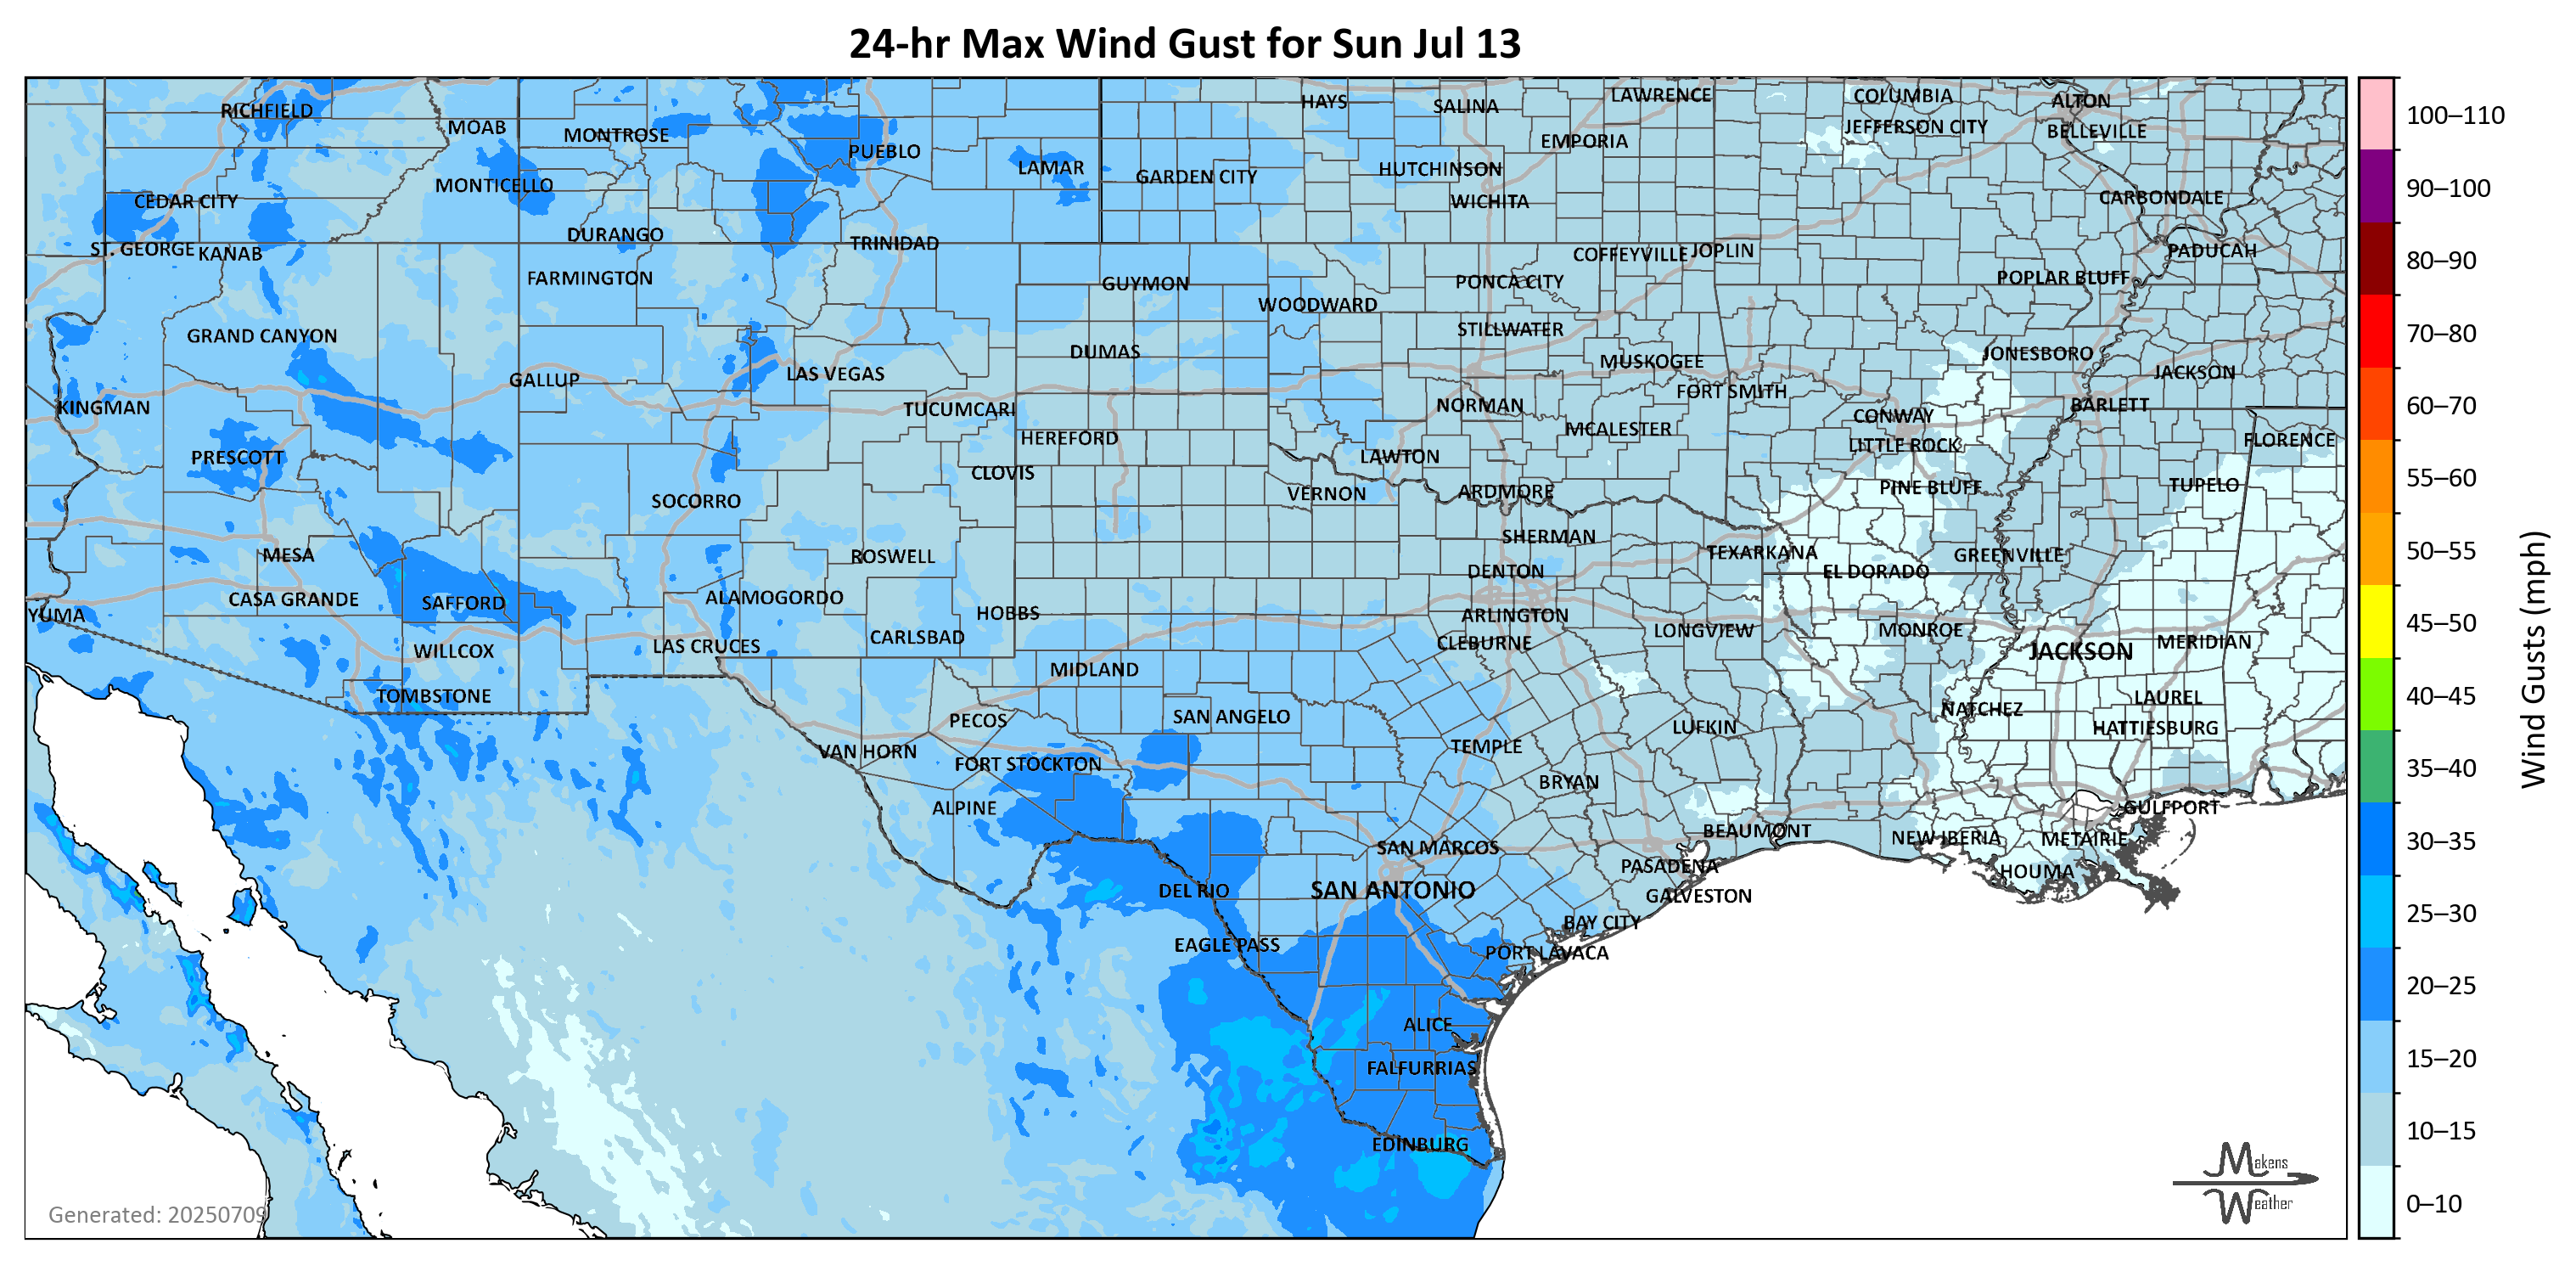 24-hr Max Wind Gust for Sun Jul 13
RICHFIELD
MOAB
MONTROSE
PUEBLO
LAMAR
HAYS
SALINA
LAWRENCE
COLUMBIA
ALTON
JEFFERSON CITY
BELLEVILLE
EMPORIA
HUTCHINSON
GARDEN CITY
MONTICELLO
CEDAR CITY
WICHITA
CARBONDALE
ST. GEORGE
KANAB
DURANGO
TRINIDAD
COFFEYVILLE
JOPLIN
PADUCAH
FARMINGTON
GUYMON
PONCA CITY
POPLAR BLUFF
WOODWARD
GRAND CANYON
STILLWATER
DUMAS
MUSKOGEE
JONESBORO
GALLUP
LAS VEGAS
JACKSON
FORT SMITH
KINGMAN
TUCUMCARI
NORMAN
BARLETT
CONWAY
MCALESTER
HEREFORD
LITTLE ROCK
FLORENCE
PRESCOTT
LAWTON
CLOVIS
SOCORRO
VERNON
ARDMORE
PINE BLUFF
TUPELO
SHERMAN
MESA
ROSWELL
TEXARKANA
GREENVILLE
DENTON
EL DORADO
CASA GRANDE
SAFFORD
ALAMOGORDO
YUMA
HOBBS
ARLINGTON
CARLSBAD
CLEBURNE
LONGVIEW
MONROE
MERIDIAN
WILLCOX
LAS CRUCES
JACKSON
MIDLAND
TOMBSTONE
LAUREL
NATCHEZ
PECOS
SAN ANGELO
LUFKIN
HATTIESBURG
VAN HORN
TEMPLE
FORT STOCKTON
BRYAN
ALPINE
GULFPORT
BEAUMONT
NEW IBERIA
METAIRIE
SAN MARCOS
PASADENA
HOUMA
DEL RIO
SAN ANTONIO
GALVESTON
BAY CITY
EAGLE PASS
PORT LAVACA
ALICE
FALFURRIAS
EDINBURG
Generated: 20250709
Makens
Weather
100–110
90–100
80–90
70–80
60–70
55–60
50–55
45–50
40–45
35–40
30–35
25–30
20–25
15–20
10–15
0–10
Wind Gusts (mph)